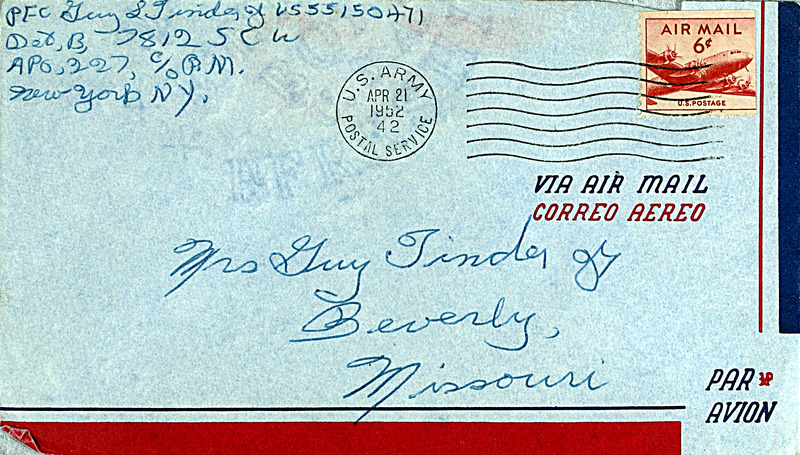 PFC Guy L Tinder Jr US55150471
Det, B, 7812 S C U
APO, 227, c/o P.M.
New York N Y.
U.S. ARMY
APR 21
1952
42
POSTAL SERVICE
AIR MAIL
6¢
U.S. POSTAGE
VIA AIR MAIL
CORREO AEREO
Mrs Guy Tinder Jr
Beverly,
Missouri
PAR
AVION